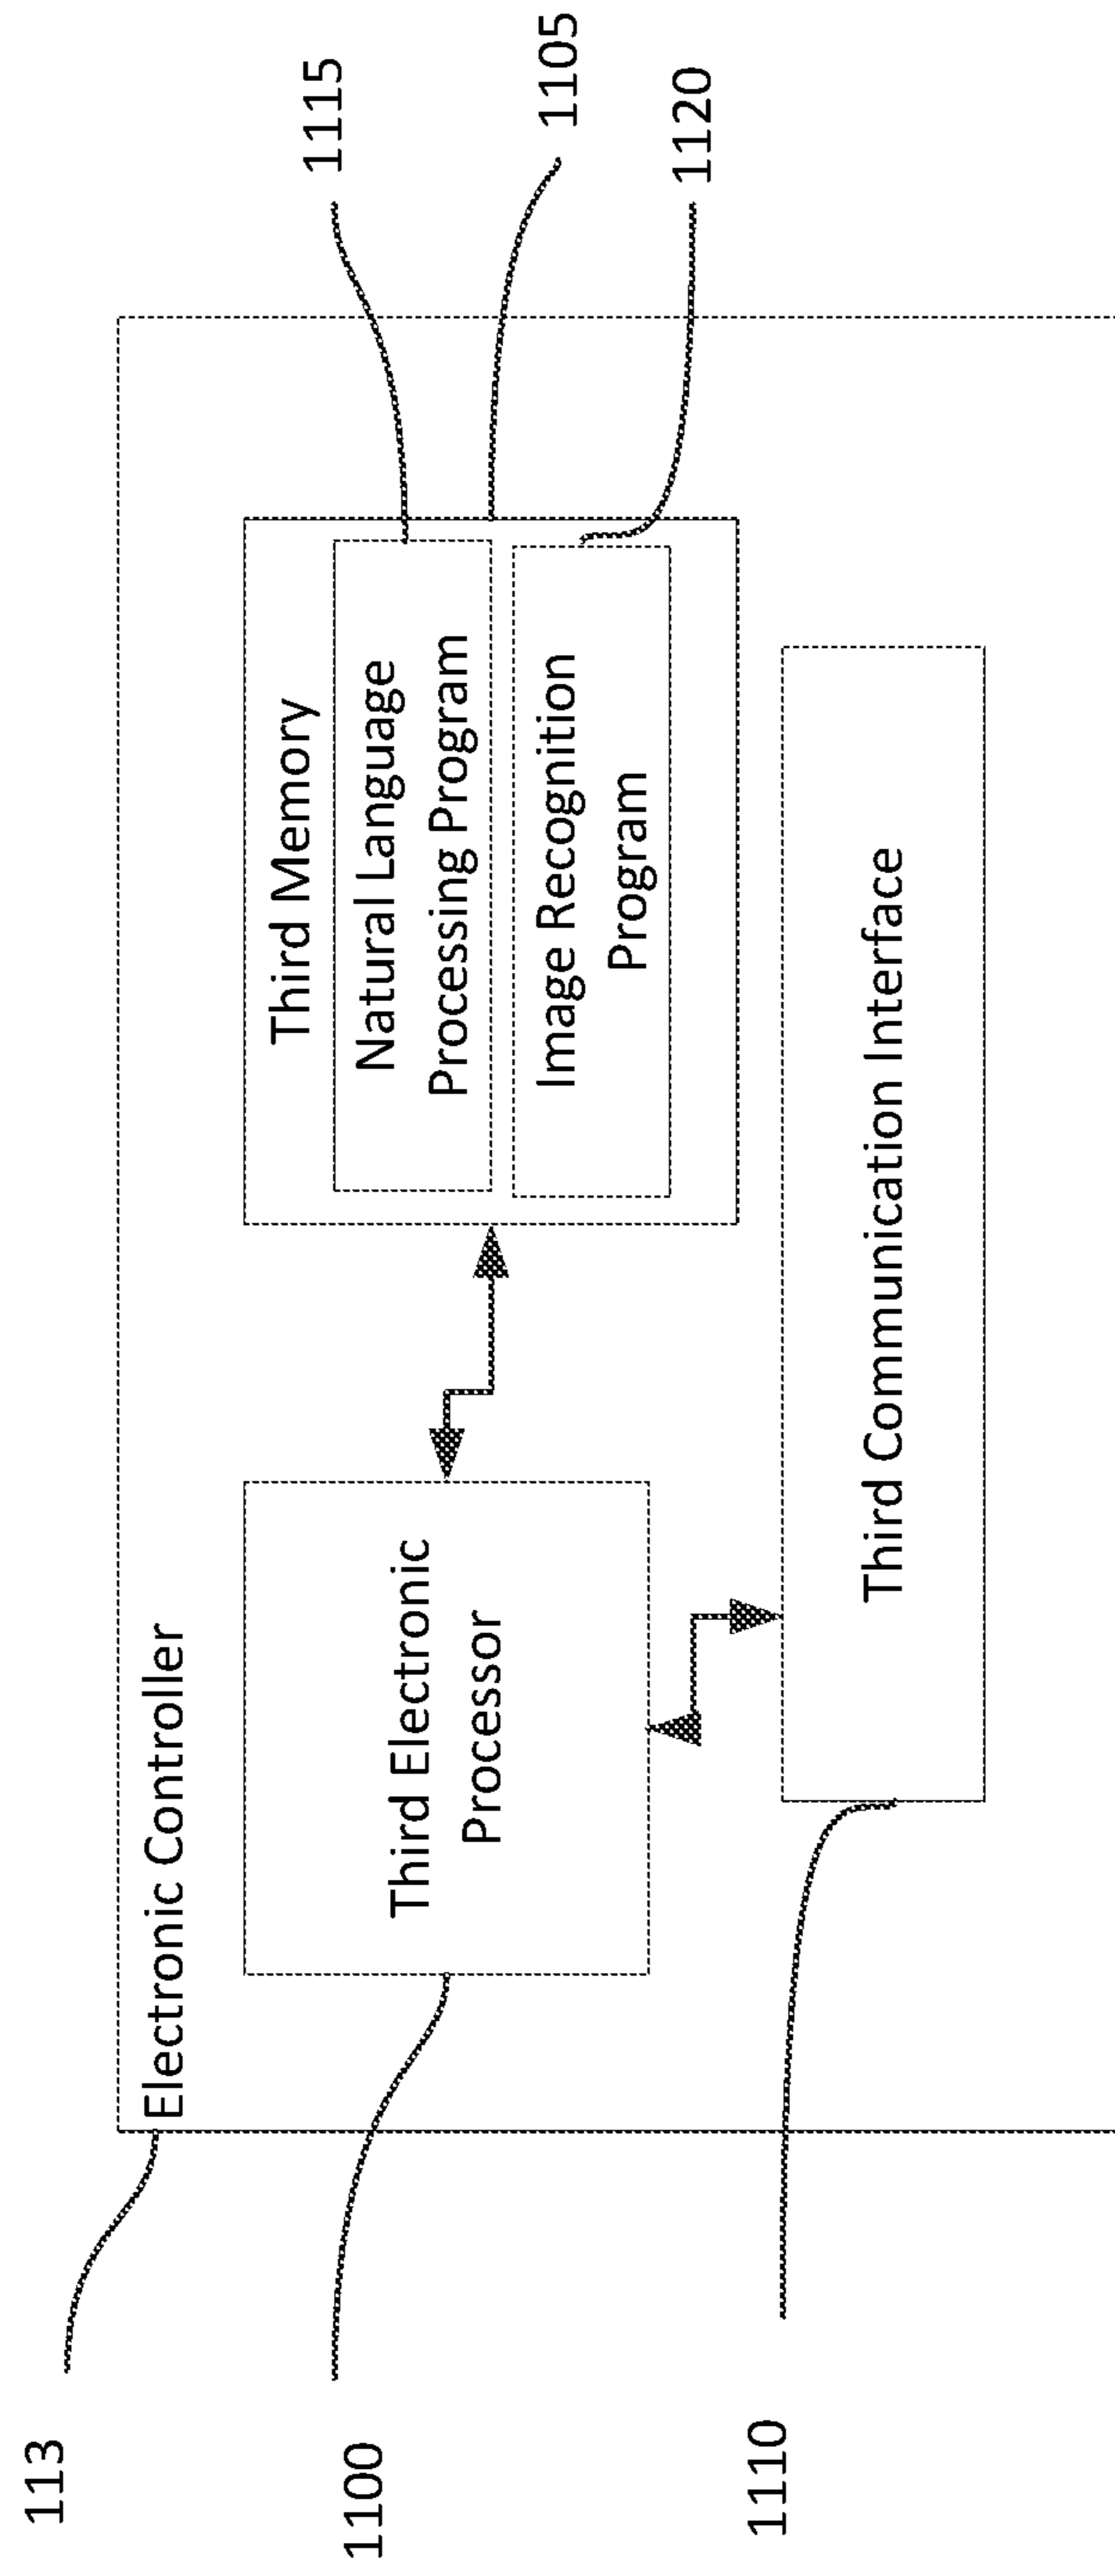 113
Electronic Controller
1100
Third Electronic
Processor
Third Memory
1115
Natural Language
Processing Program
1105
Image Recognition
Program
1120
1110
Third Communication Interface